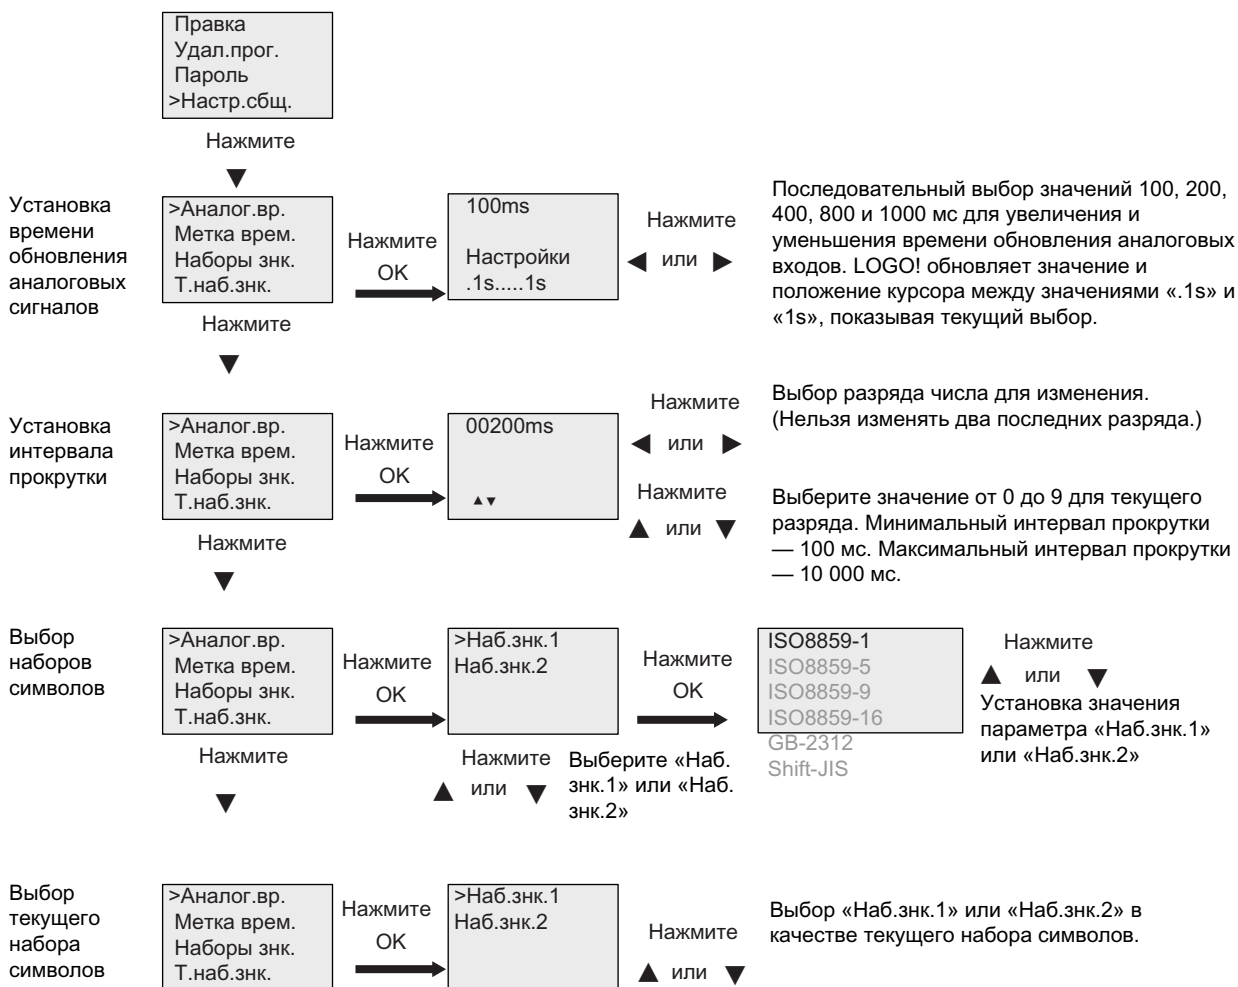 Правка
Удал.прог.
Пароль
>Настр.сбщ.
Нажмите
▼
Установка
времени
обновления
аналоговых
сигналов
>Аналог.вр.
Метка врем.
Наборы знк.
Т.наб.знк.
Нажмите
OK
100ms
Настройки
.1s.....1s
Нажмите
◄ или ►
Последовательный выбор значений 100, 200,
400, 800 и 1000 мс для увеличения и
уменьшения времени обновления аналоговых
входов. LOGO! обновляет значение и
положение курсора между значениями «.1s» и
«1s», показывая текущий выбор.
Нажмите
▼
Установка
интервала
прокрутки
>Аналог.вр.
Метка врем.
Наборы знк.
Т.наб.знк.
Нажмите
OK
00200ms
▲▼
Нажмите
◄ или ►
Выбор разряда числа для изменения.
(Нельзя изменять два последних разряда.)
Нажмите
▲ или ▼
Выберите значение от 0 до 9 для текущего
разряда. Минимальный интервал прокрутки
— 100 мс. Максимальный интервал прокрутки
— 10 000 мс.
Нажмите
▼
Выбор
наборов
символов
>Аналог.вр.
Метка врем.
Наборы знк.
Т.наб.знк.
Нажмите
OK
>Наб.знк.1
Наб.знк.2
Нажмите
▲ или ▼
Выберите «Наб.
знк.1» или «Наб.
знк.2»
Нажмите
OK
ISO8859-1
ISO8859-5
ISO8859-9
ISO8859-16
GB-2312
Shift-JIS
Нажмите
▲ или ▼
Установка значения
параметра «Наб.знк.1»
или «Наб.знк.2»
Нажмите
▼
Выбор
текущего
набора
символов
>Аналог.вр.
Метка врем.
Наборы знк.
Т.наб.знк.
Нажмите
OK
>Наб.знк.1
Наб.знк.2
Нажмите
▲ или ▼
Выбор «Наб.знк.1» или «Наб.знк.2» в
качестве текущего набора символов.